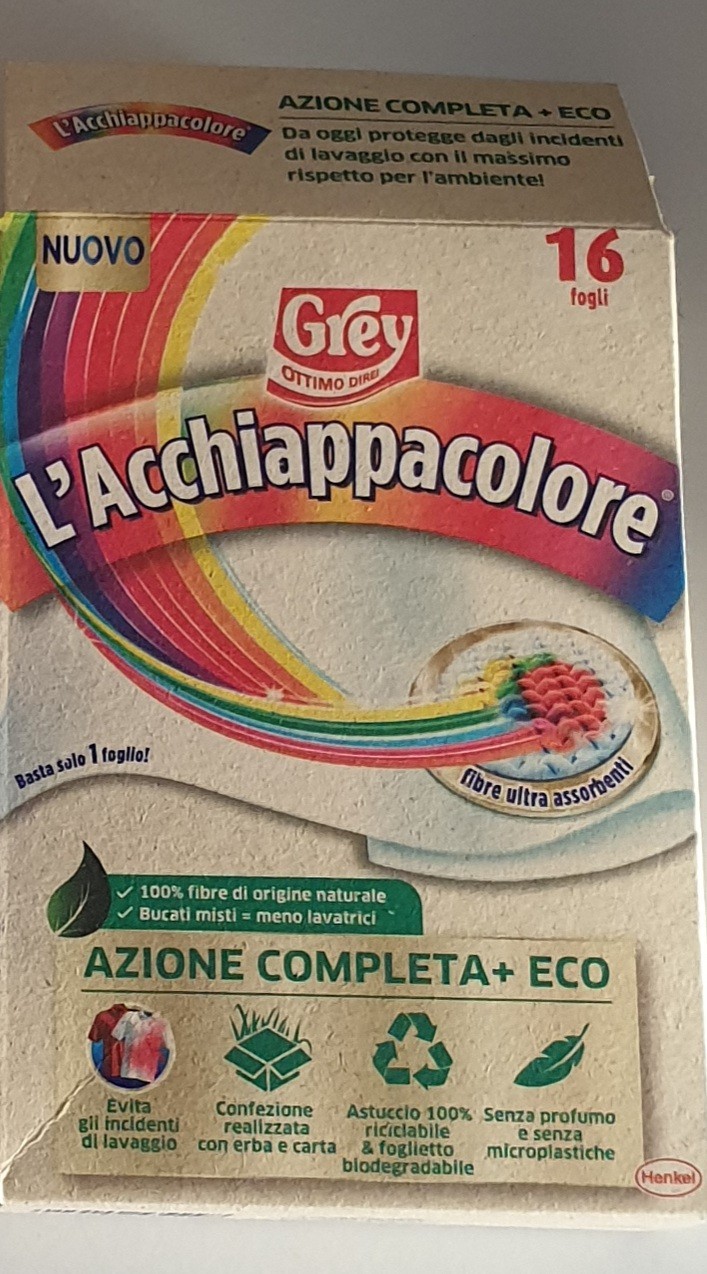 L'Acchiappacolore
AZIONE COMPLETA + ECO
Da oggi protegge dagli incidenti
di lavaggio con il massimo
rispetto per l'ambiente!
NUOVO
16
fogli
Grey
OTTIMO DIREI
L'Acchiappacolore®
Basta solo 1 foglio!
fibre ultra assorbenti
✓ 100% fibre di origine naturale
✓ Bucati misti = meno lavatrici
AZIONE COMPLETA+ ECO
Evita
gli incidenti
di lavaggio
Confezione
realizzata
con erba e carta
Astuccio 100%
riciclabile
& foglietto
biodegradabile
Senza profumo
e senza
microplastiche
Henkel